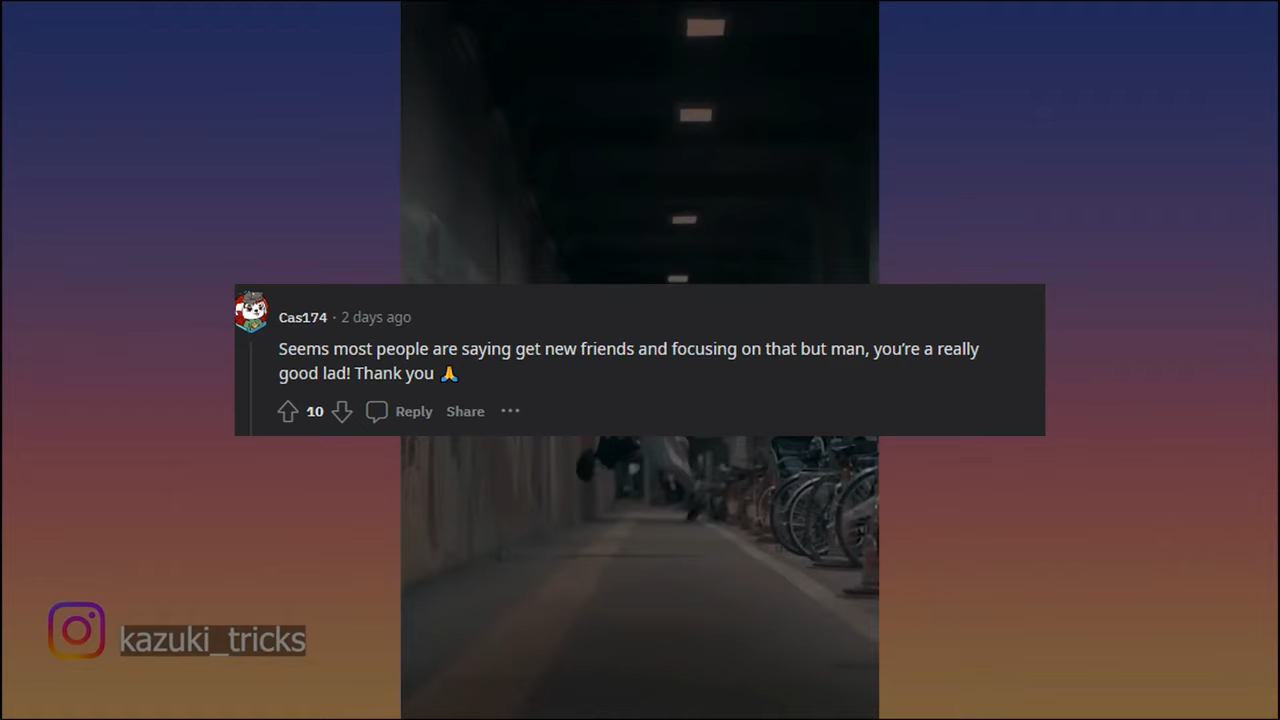 Cas174 · 2 days ago
Seems most people are saying get new friends and focusing on that but man, you're a really
good lad! Thank you 🙏
10 Reply Share ···
kazuki_tricks